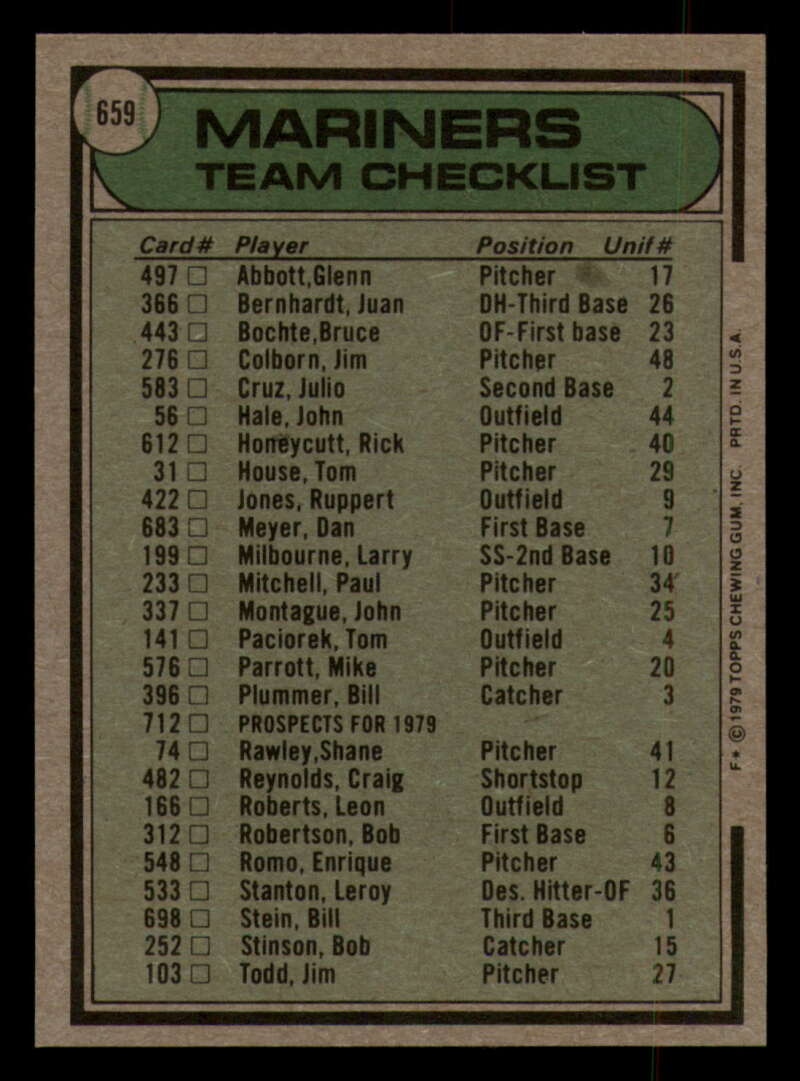 659
MARINERS
TEAM CHECKLIST
Card# Player Position Unif#
497 □ Abbott,Glenn Pitcher 17
366 □ Bernhardt, Juan DH-Third Base 26
443 □ Bochte,Bruce OF-First base 23
276 □ Colborn, Jim Pitcher 48
583 □ Cruz, Julio Second Base 2
56 □ Hale, John Outfield 44
612 □ Honeycutt, Rick Pitcher 40
31 □ House, Tom Pitcher 29
422 □ Jones, Ruppert Outfield 9
683 □ Meyer, Dan First Base 7
199 □ Milbourne, Larry SS-2nd Base 10
233 □ Mitchell, Paul Pitcher 34
337 □ Montague, John Pitcher 25
141 □ Paciorek, Tom Outfield 4
576 □ Parrott, Mike Pitcher 20
396 □ Plummer, Bill Catcher 3
712 □ PROSPECTS FOR 1979
74 □ Rawley,Shane Pitcher 41
482 □ Reynolds, Craig Shortstop 12
166 □ Roberts, Leon Outfield 8
312 □ Robertson, Bob First Base 6
548 □ Romo, Enrique Pitcher 43
533 □ Stanton, Leroy Des. Hitter-OF 36
698 □ Stein, Bill Third Base 1
252 □ Stinson, Bob Catcher 15
103 □ Todd, Jim Pitcher 27
F★ © 1979 TOPPS CHEWING GUM, INC. PRTD. IN U.S.A.